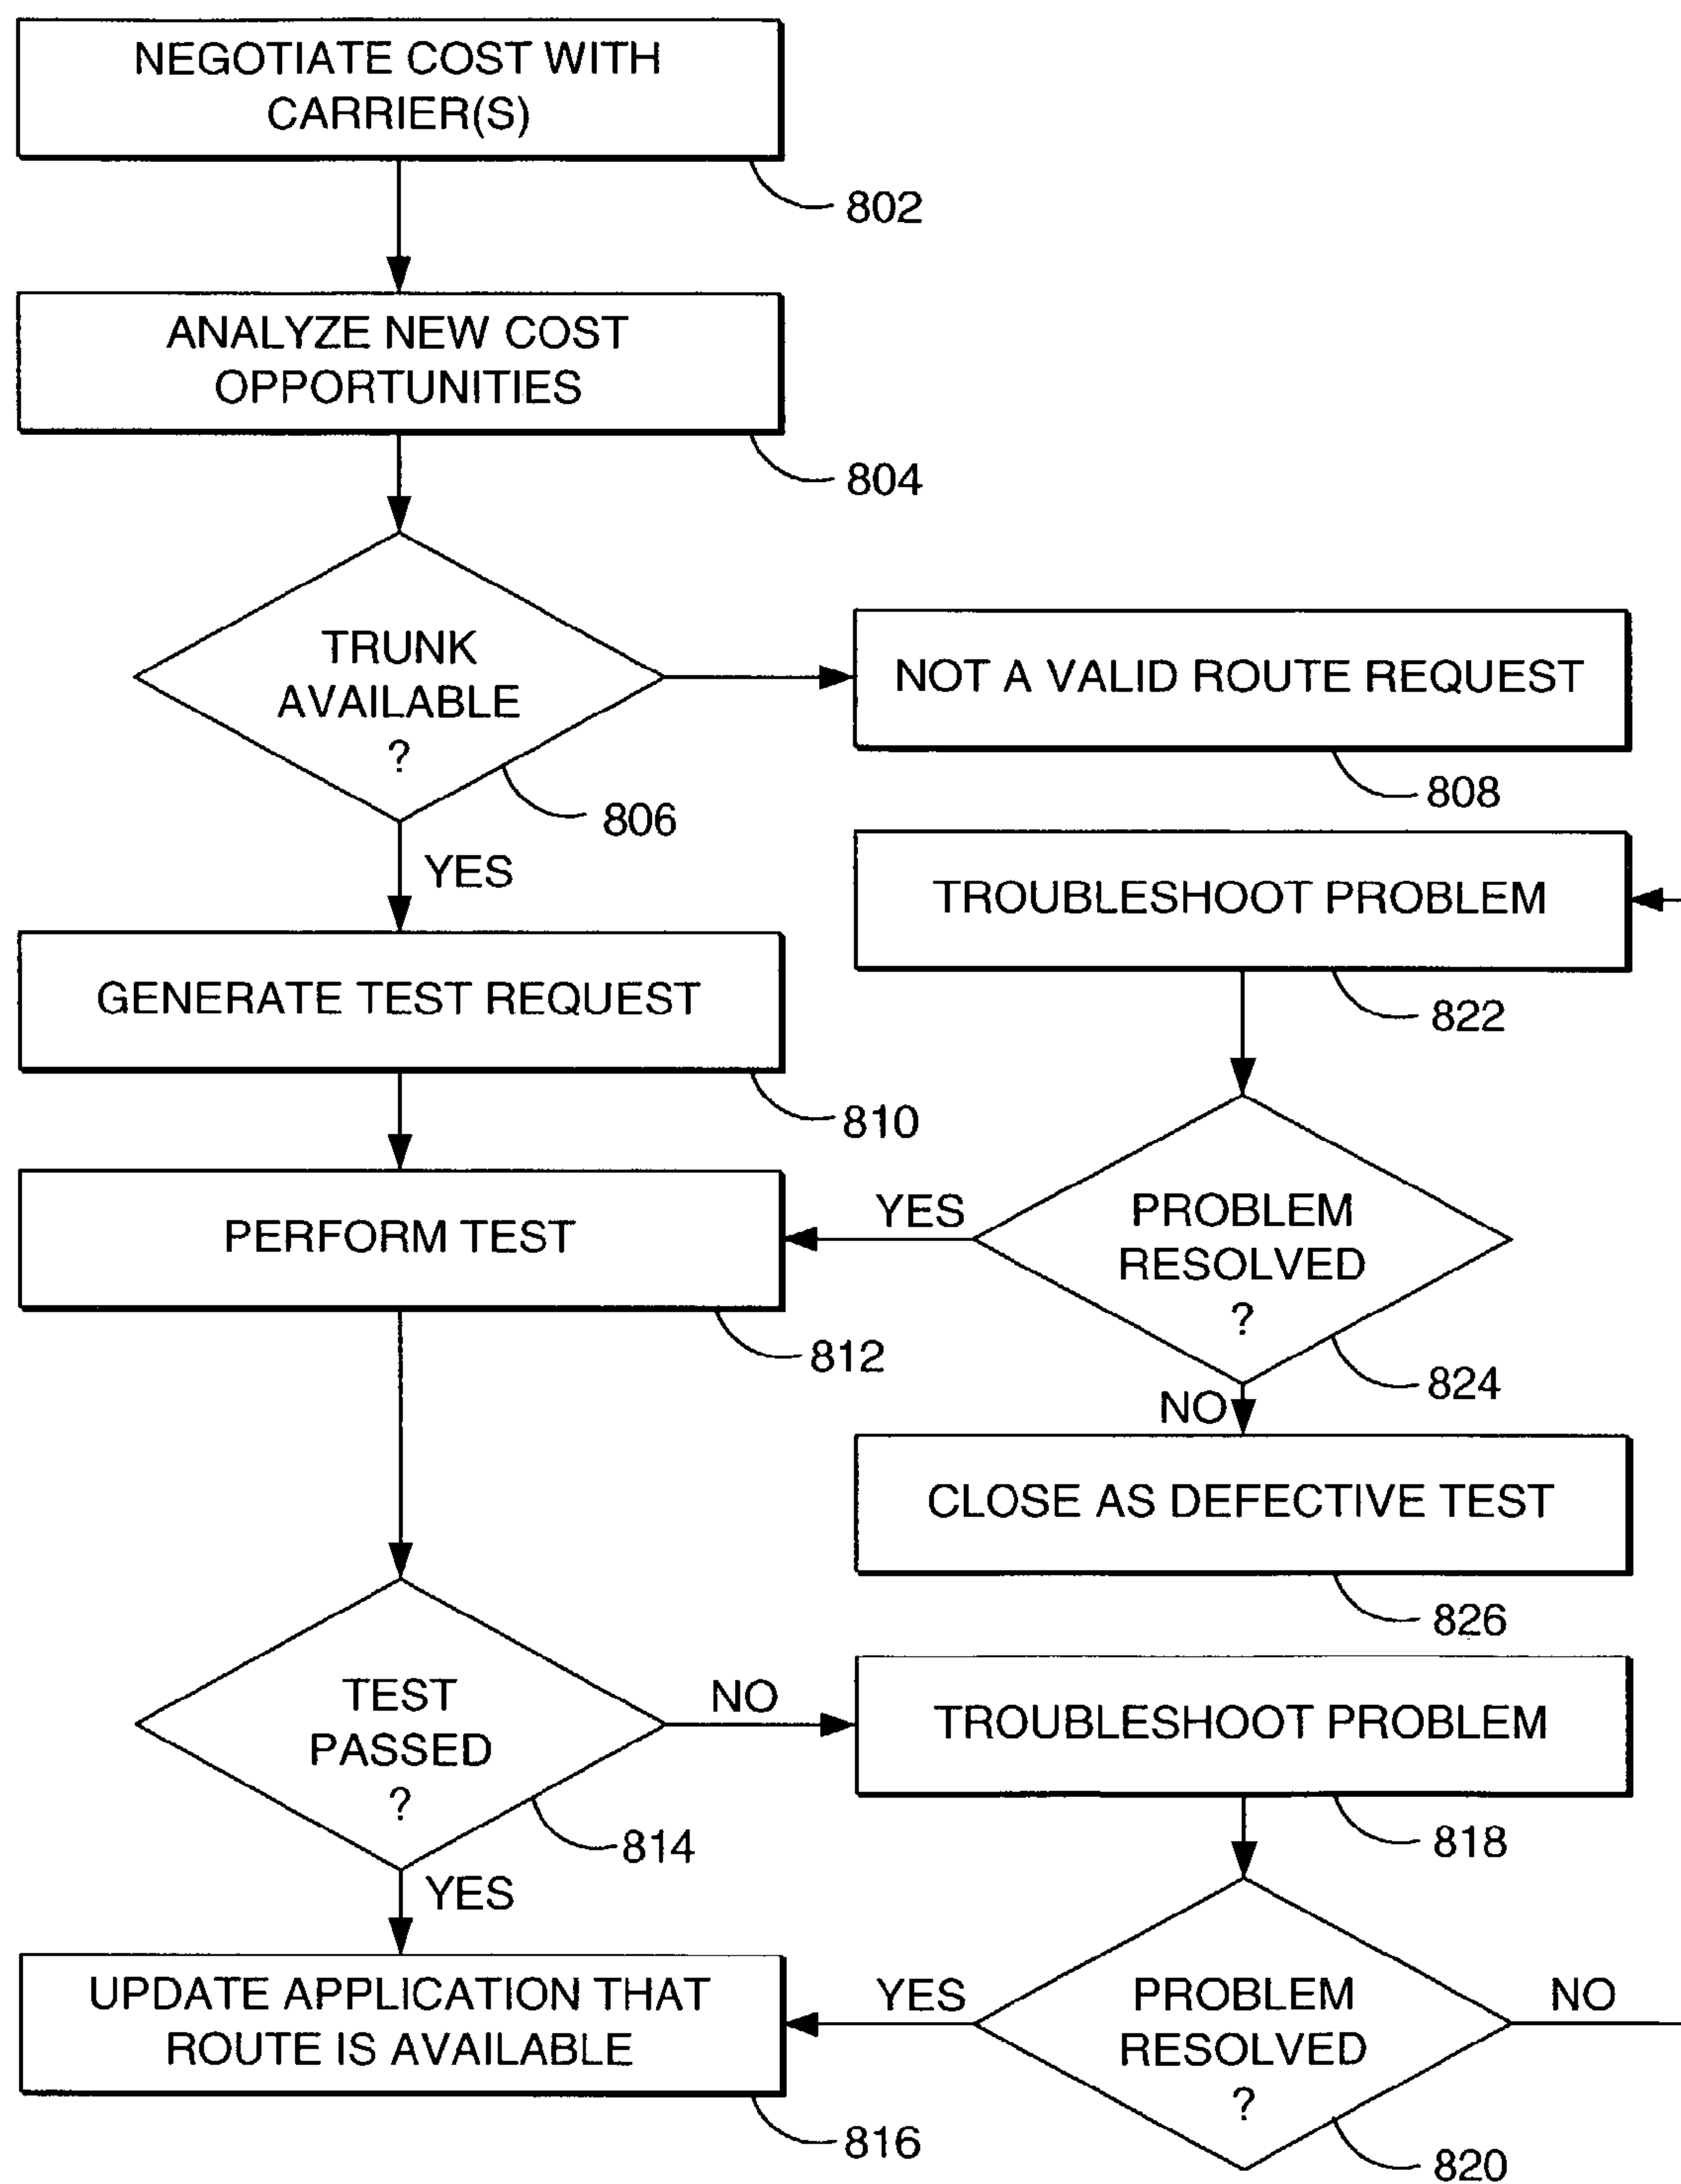 NEGOTIATE COST WITH
CARRIER(S)
802
ANALYZE NEW COST
OPPORTUNITIES
804
TRUNK
AVAILABLE
?
806
NOT A VALID ROUTE REQUEST
808
YES
TROUBLESHOOT PROBLEM
822
GENERATE TEST REQUEST
810
PERFORM TEST
812
YES
PROBLEM
RESOLVED
?
824
NO
CLOSE AS DEFECTIVE TEST
826
TEST
PASSED
?
814
NO
TROUBLESHOOT PROBLEM
818
YES
UPDATE APPLICATION THAT
ROUTE IS AVAILABLE
816
YES
PROBLEM
RESOLVED
?
820
NO